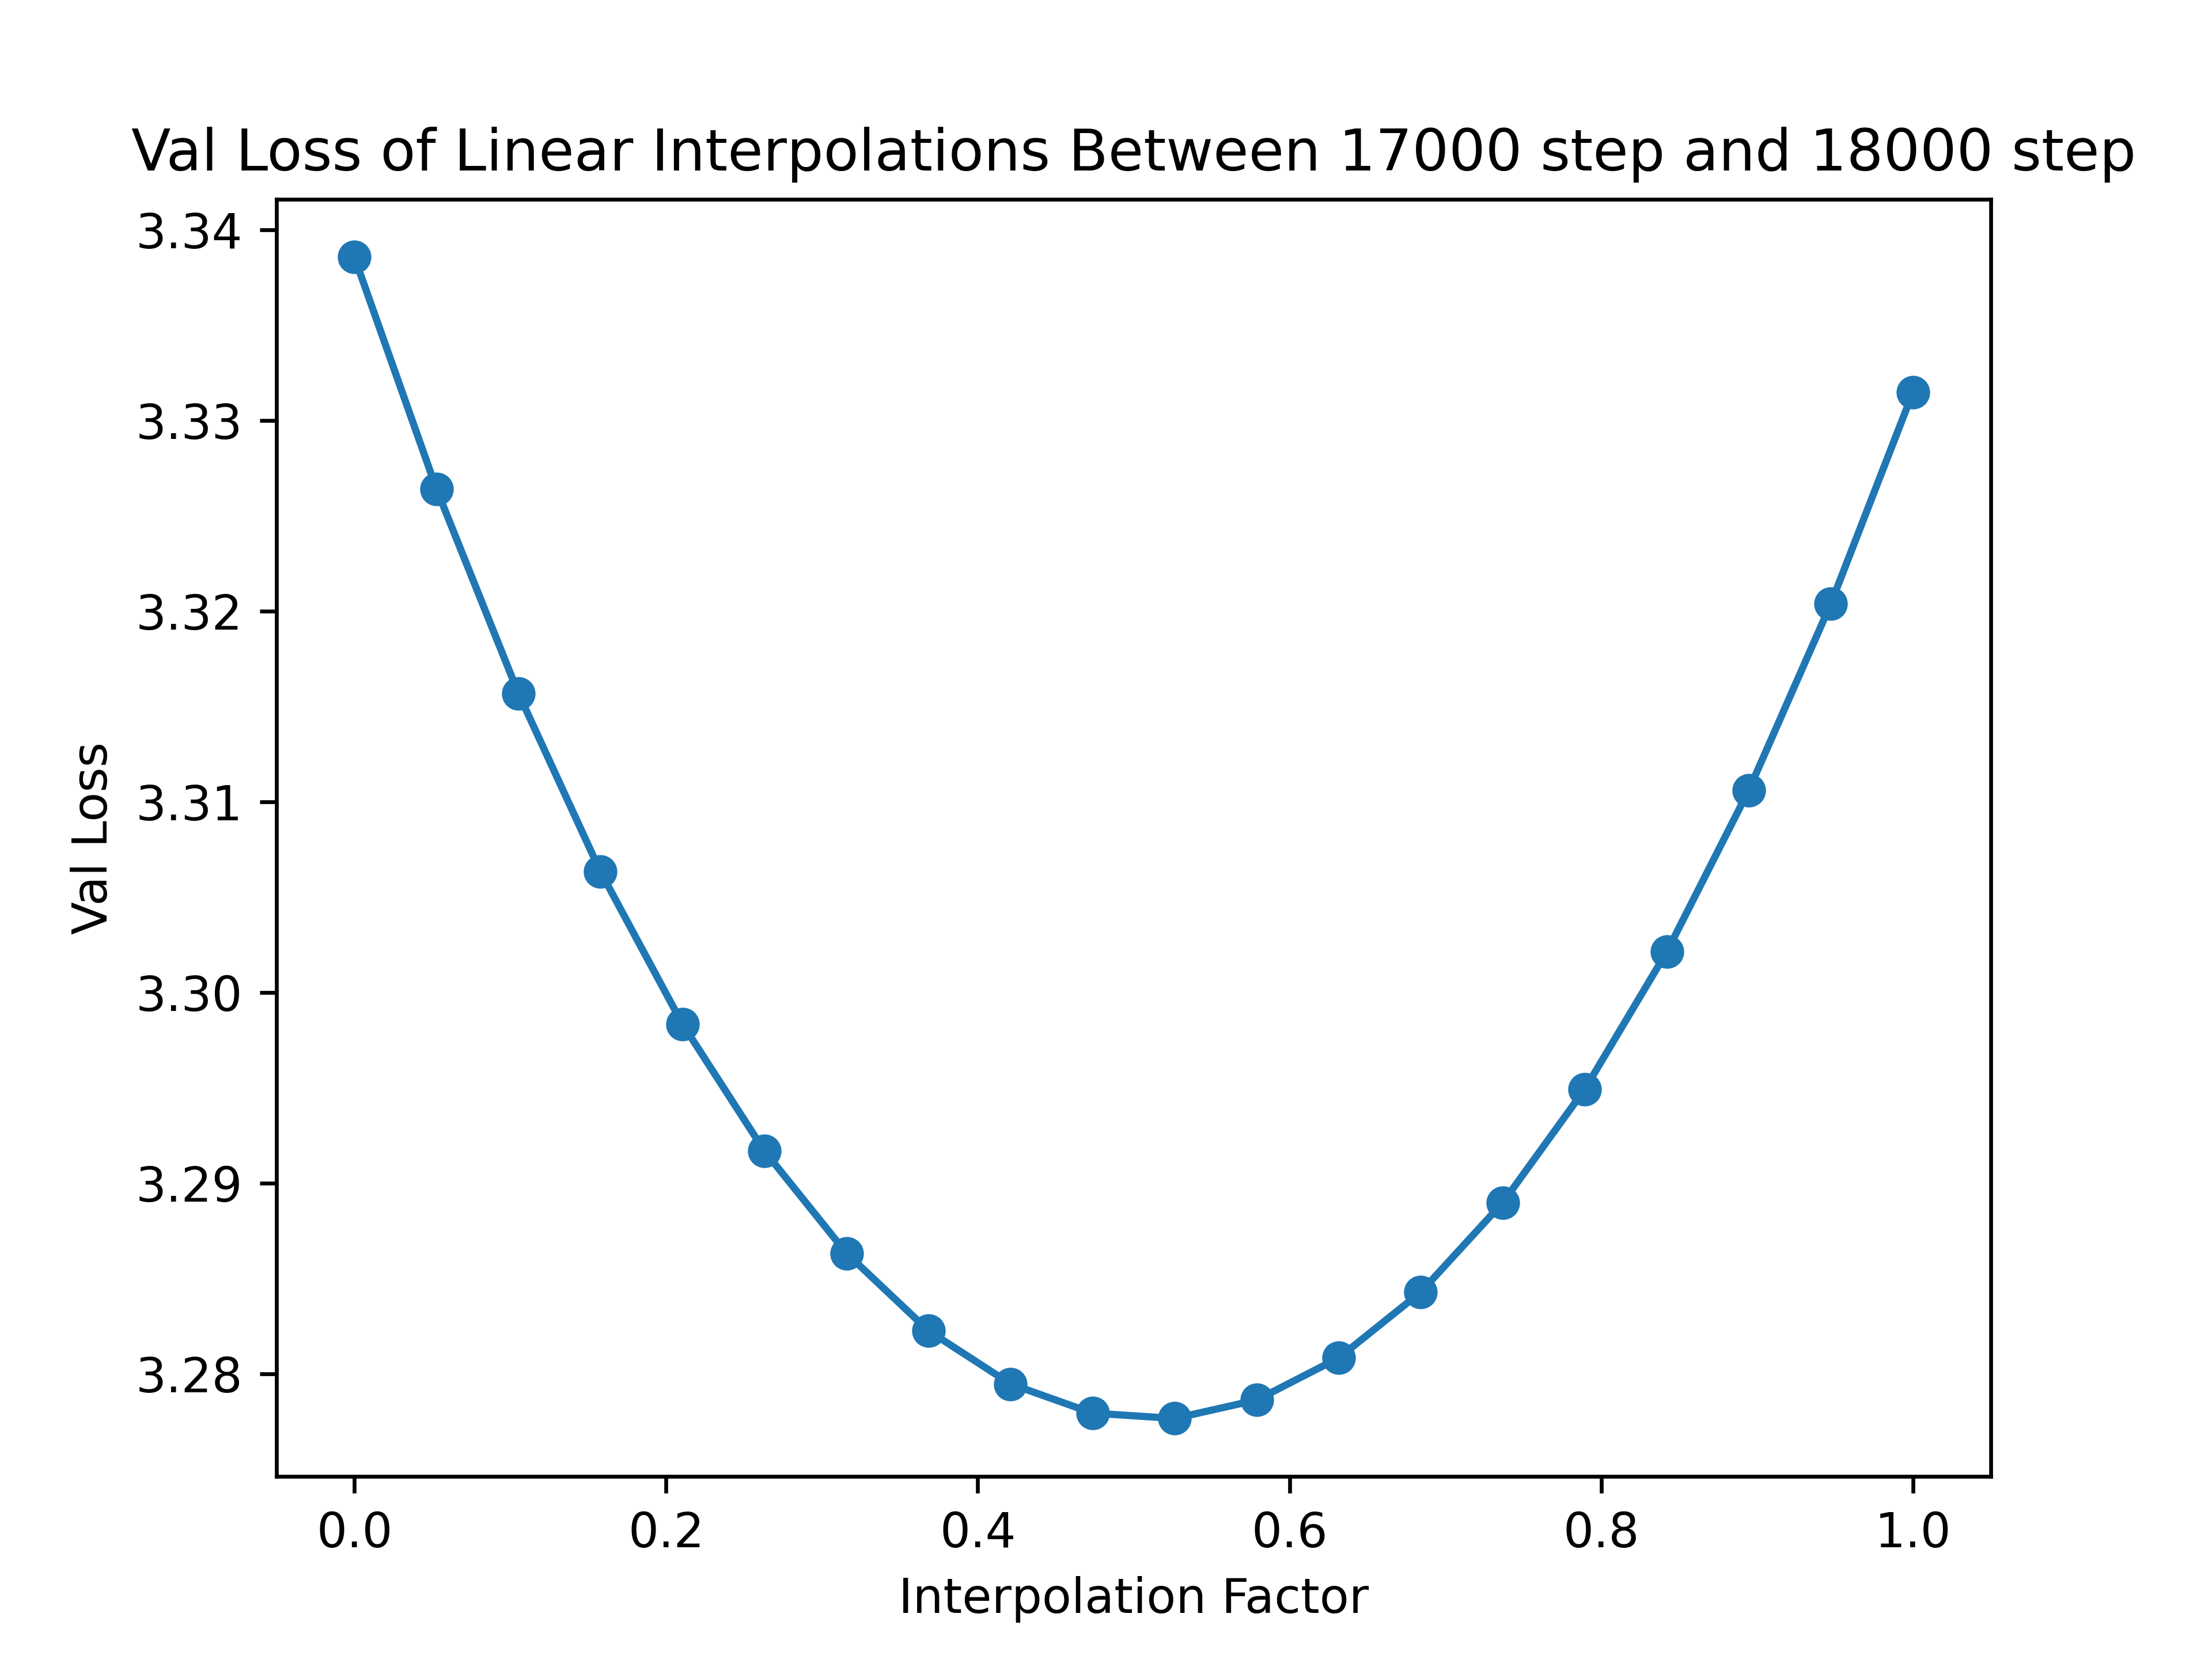 Val Loss of Linear Interpolations Between 17000 step and 18000 step
3.34
3.33
3.32
3.31
3.30
3.29
3.28
Val Loss
0.0 0.2 0.4 0.6 0.8 1.0
Interpolation Factor